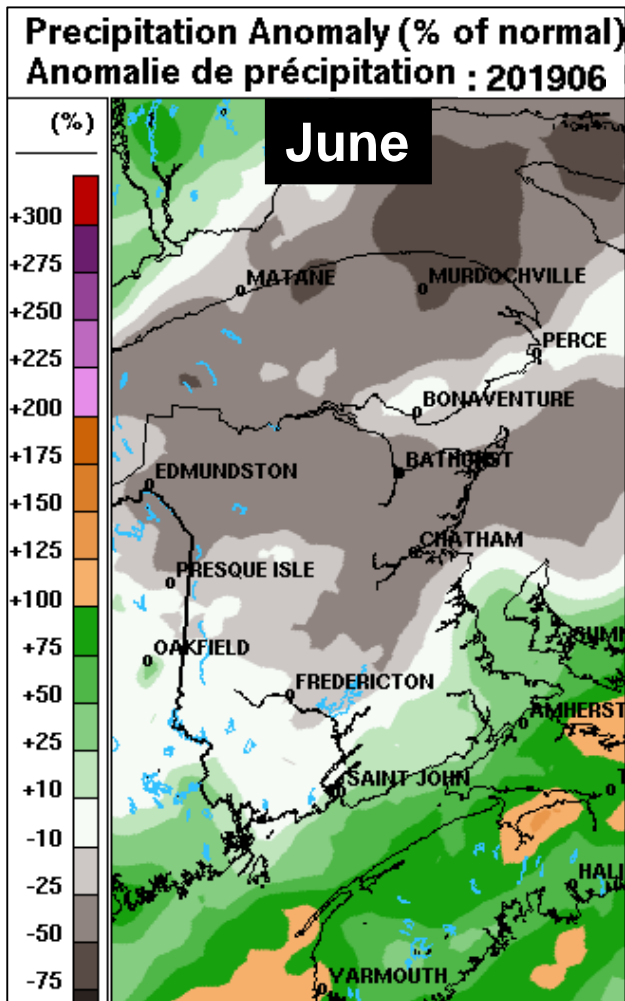 Precipitation Anomaly (% of normal)
Anomalie de précipitation : 201906
(%)
June
+300
+275
+250
+225
+200
+175
+150
+125
+100
+75
+50
+25
+10
-10
-25
-50
-75
MATANE
MURDOCHVILLE
PERCE
BONAVENTURE
BATHURST
EDMUNDSTON
CHATHAM
PRESQUE ISLE
SUMM
OAKFIELD
FREDERICTON
AMHERST
SAINT JOHN
T
HALI
YARMOUTH